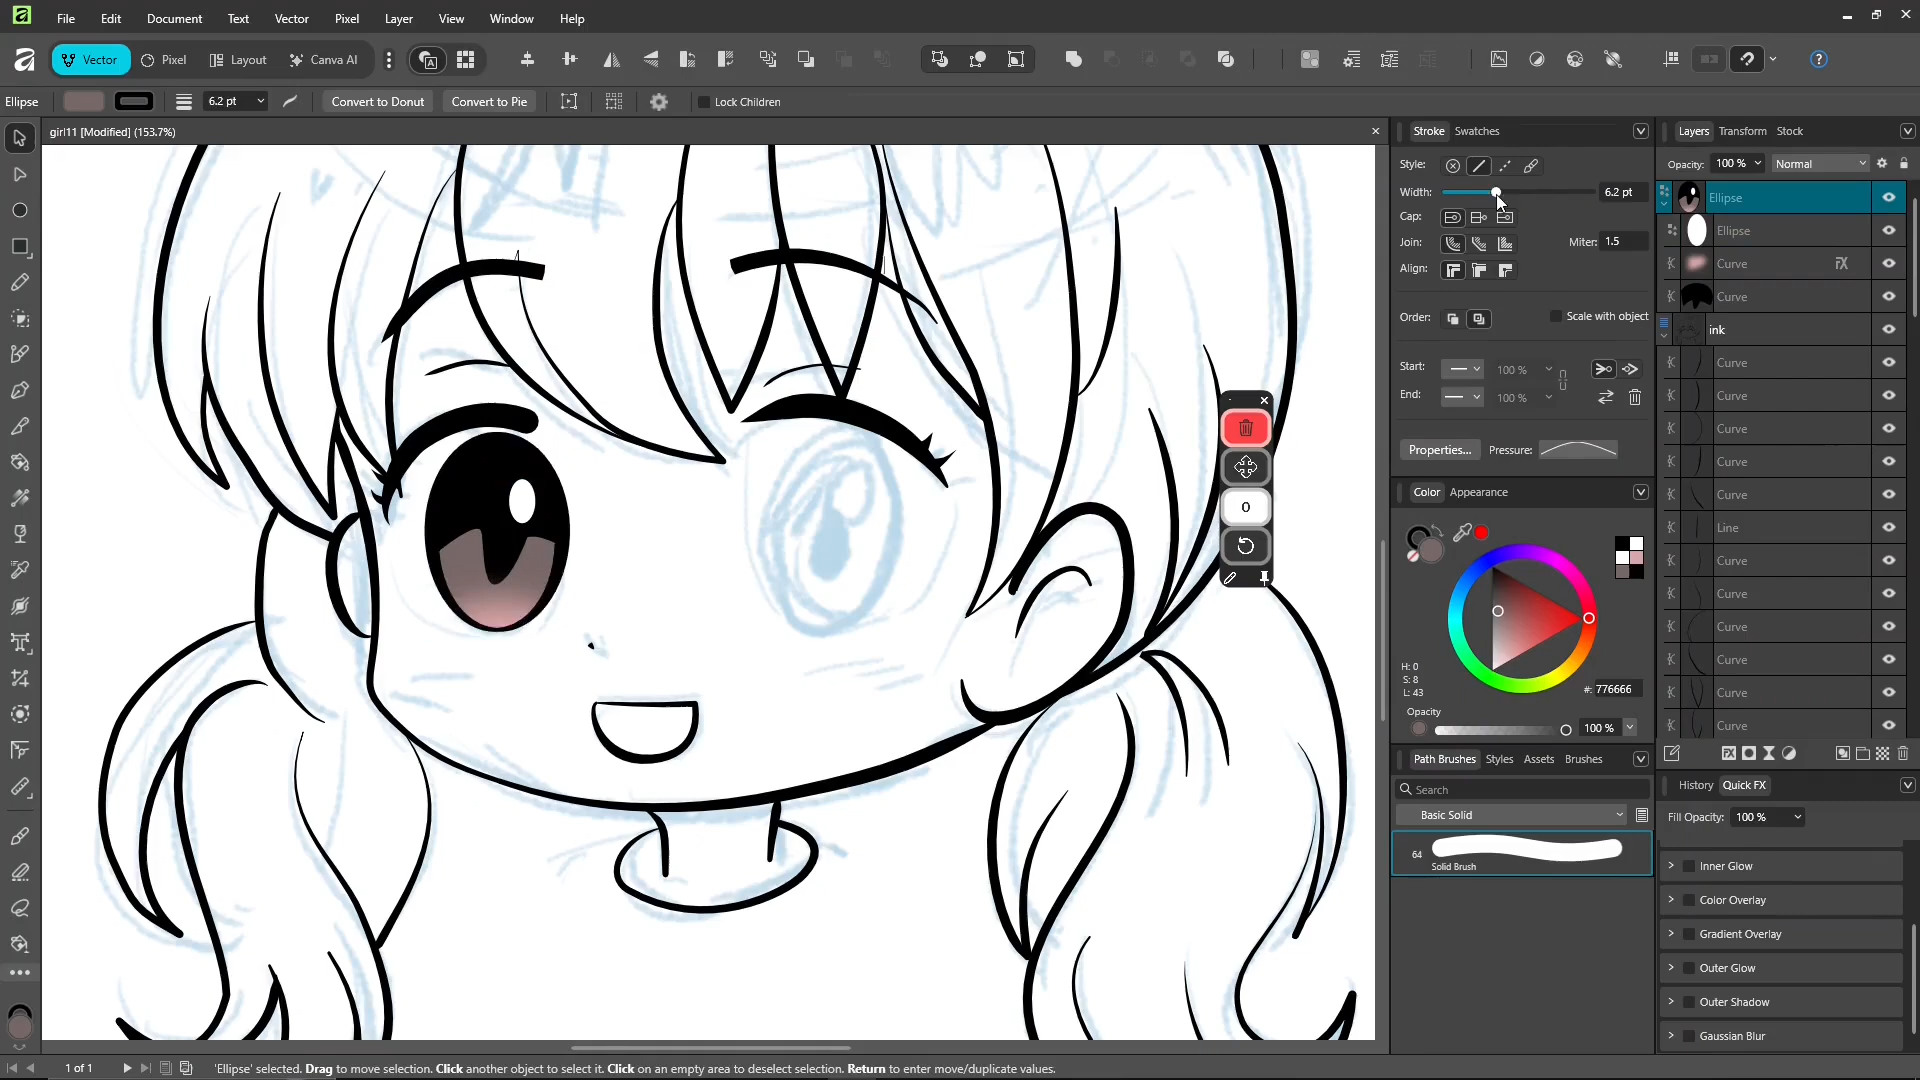 File Edit Document Text Vector Pixel Layer View Window Help
Vector Pixel Layout Canva AI
Ellipse 6.2 pt Convert to Donut Convert to Pie Lock Children
girl11 [Modified] (153.7%)
Stroke Swatches
Style:
Width: 6.2 pt
Cap:
Join: Miter: 1.5
Align:
Order: Scale with object
Start: 100 %
End: 100 %
Properties... Pressure:
Color Appearance
H: 0
S: 8
L: 43
#: 776666
Opacity
100 %
Path Brushes Styles Assets Brushes
Search
Basic Solid
64
Solid Brush
0
Layers Transform Stock
Opacity: 100 % Normal
Ellipse
Ellipse
Curve
Curve
ink
Curve
Curve
Curve
Curve
Curve
Line
Curve
Curve
Curve
Curve
Curve
Curve
History Quick FX
Fill Opacity: 100 %
Inner Glow
Color Overlay
Gradient Overlay
Outer Glow
Outer Shadow
Gaussian Blur
1 of 1 'Ellipse' selected. Drag to move selection. Click another object to select it. Click on an empty area to deselect selection. Return to enter move/duplicate values.